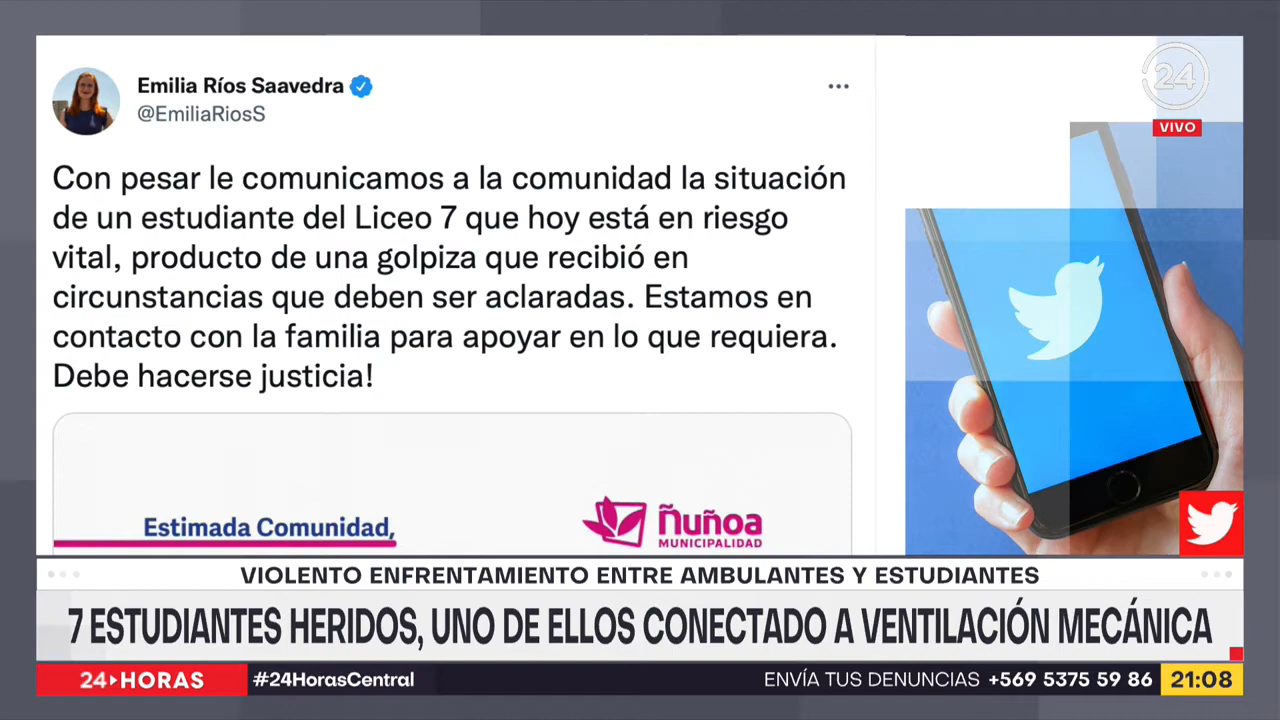 Emilia Ríos Saavedra
@EmiliaRiosS
24
VIVO
Con pesar le comunicamos a la comunidad la situación
de un estudiante del Liceo 7 que hoy está en riesgo
vital, producto de una golpiza que recibió en
circunstancias que deben ser aclaradas. Estamos en
contacto con la familia para apoyar en lo que requiera.
Debe hacerse justicia!
Estimada Comunidad,
Ñuñoa
MUNICIPALIDAD
VIOLENTO ENFRENTAMIENTO ENTRE AMBULANTES Y ESTUDIANTES
7 ESTUDIANTES HERIDOS, UNO DE ELLOS CONECTADO A VENTILACIÓN MECÁNICA
24 HORAS
#24HorasCentral
ENVÍA TUS DENUNCIAS +569 5375 59 86
21:08